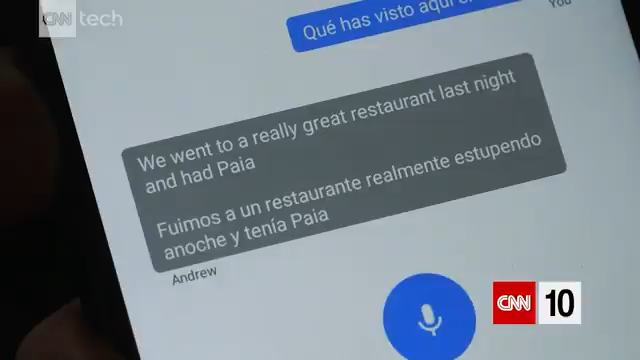 CNN tech
Qué has visto aquí
You
We went to a really great restaurant last night
and had Paia
Fuimos a un restaurante realmente estupendo
anoche y tenía Paia
Andrew
CNN 10